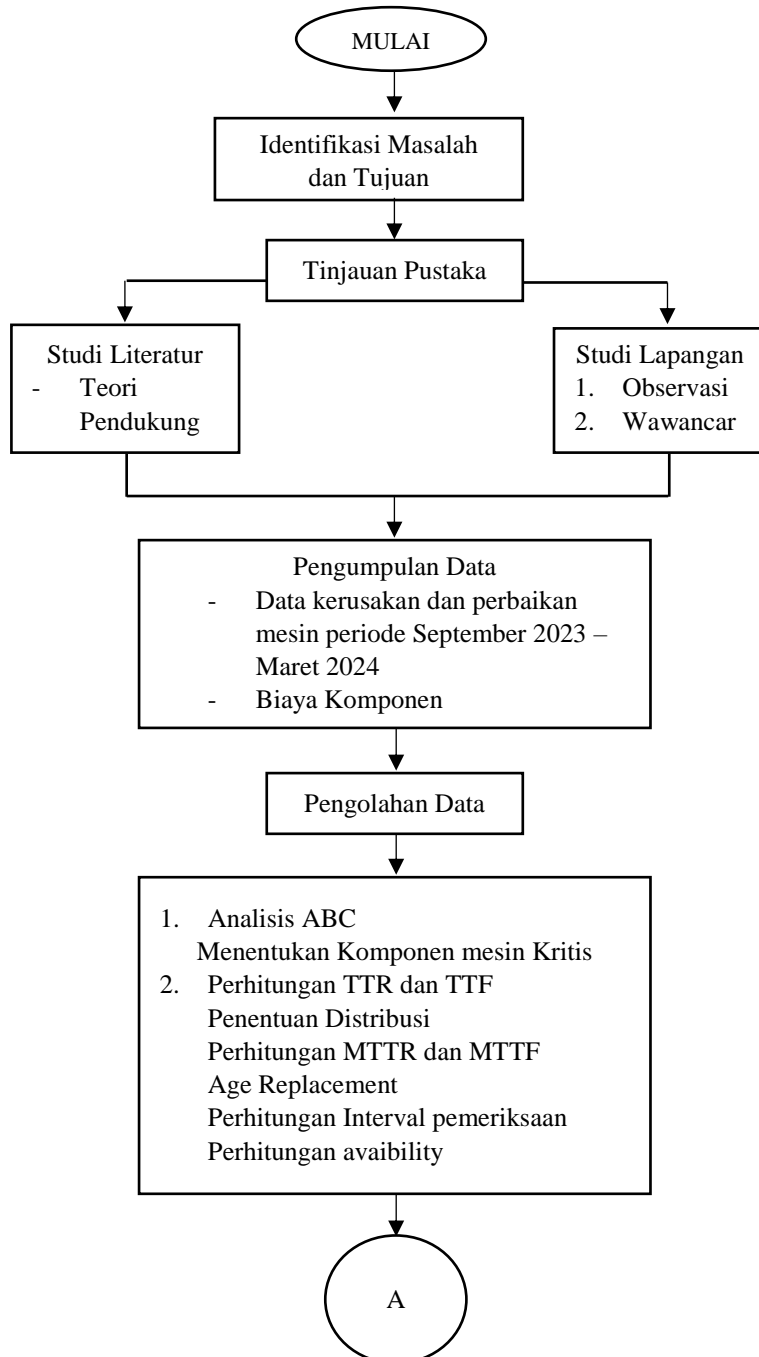 MULAI
Identifikasi Masalah
dan Tujuan
Tinjauan Pustaka
Studi Literatur
- Teori
Pendukung
Studi Lapangan
1. Observasi
2. Wawancar
Pengumpulan Data
- Data kerusakan dan perbaikan
mesin periode September 2023 –
Maret 2024
- Biaya Komponen
Pengolahan Data
1. Analisis ABC
Menentukan Komponen mesin Kritis
2. Perhitungan TTR dan TTF
Penentuan Distribusi
Perhitungan MTTR dan MTTF
Age Replacement
Perhitungan Interval pemeriksaan
Perhitungan avaibility
A